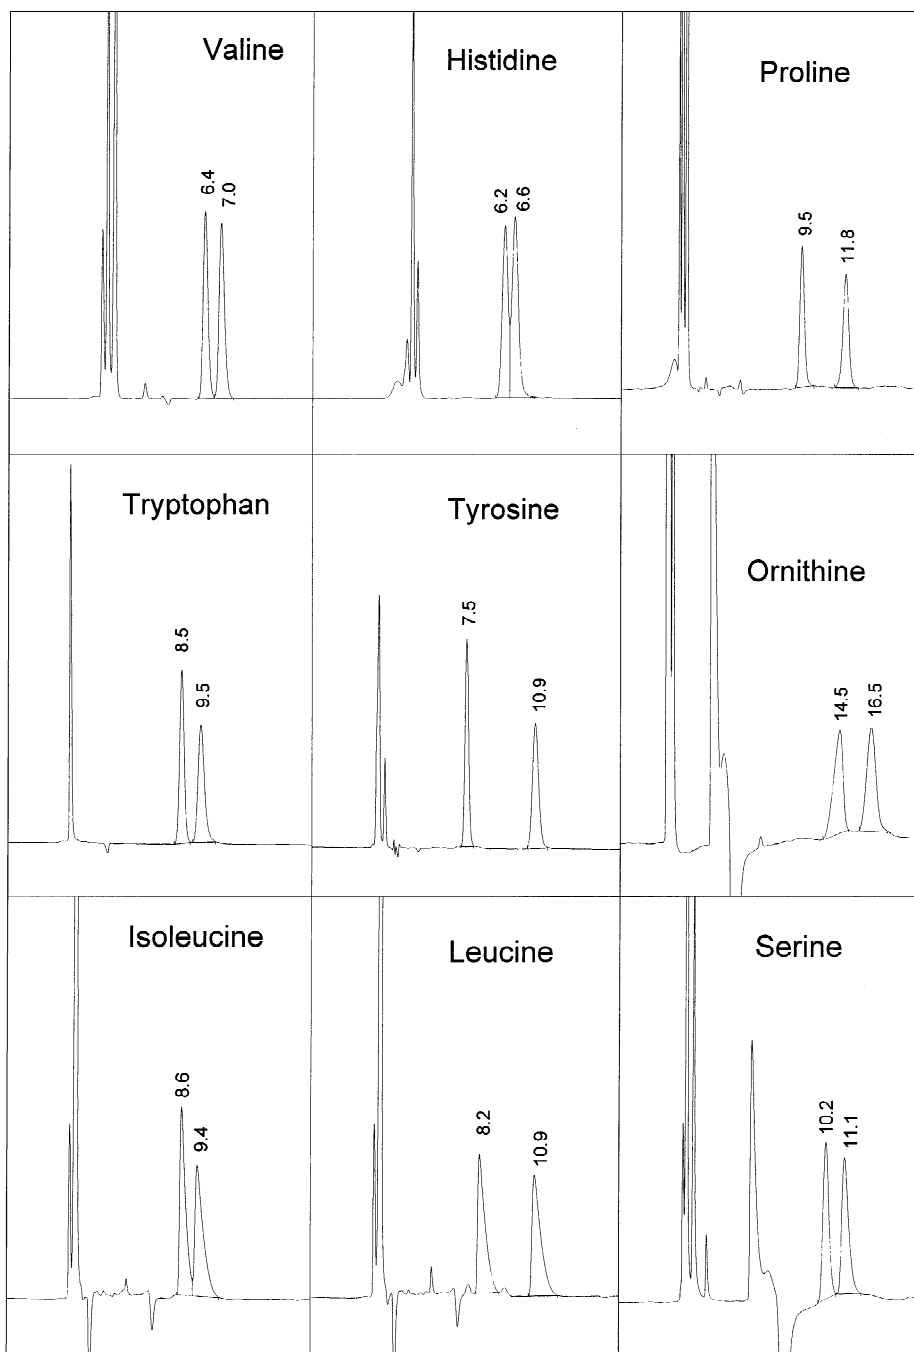 Valine
6.4
7.0
Histidine
6.2
6.6
Proline
9.5
11.8
Tryptophan
8.5
9.5
Tyrosine
7.5
10.9
Ornithine
14.5
16.5
Isoleucine
8.6
9.4
Leucine
8.2
10.9
Serine
10.2
11.1